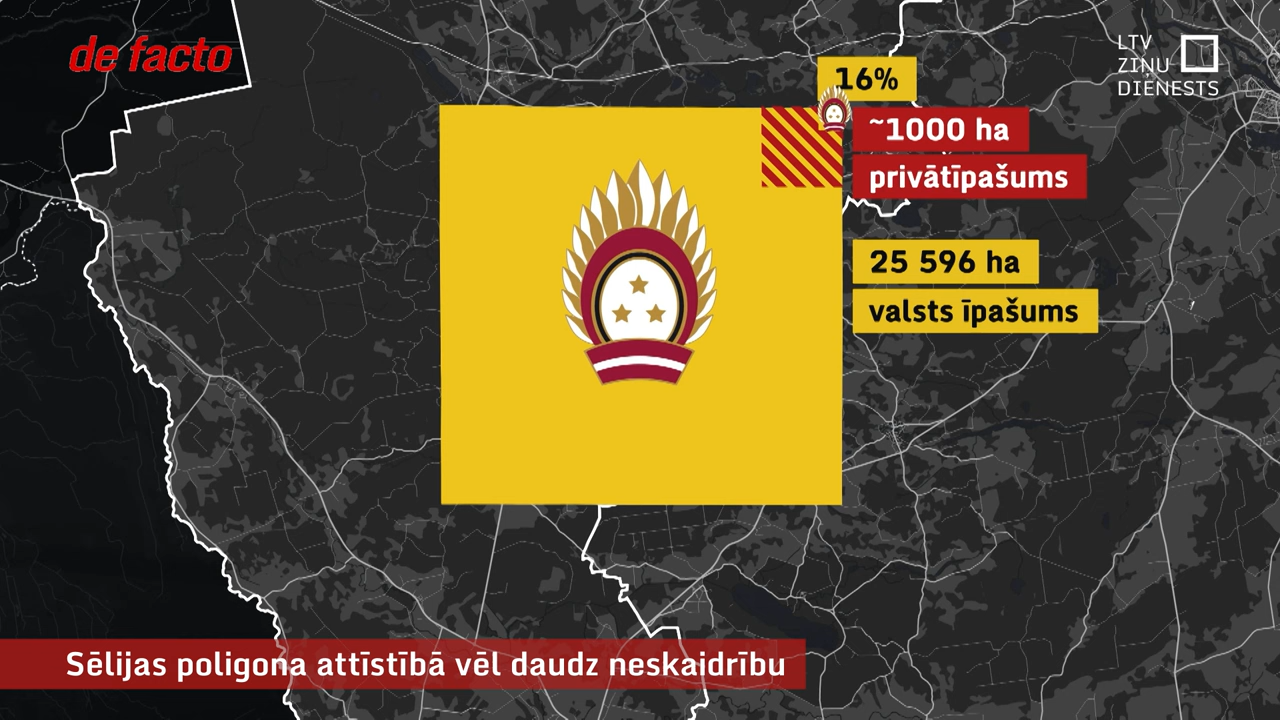 de facto
LTV
ZIŅU
DIENESTS
16%
~1000 ha
privātīpašums
25 596 ha
valsts īpašums
Sēlijas poligona attīstībā vēl daudz neskaidrību